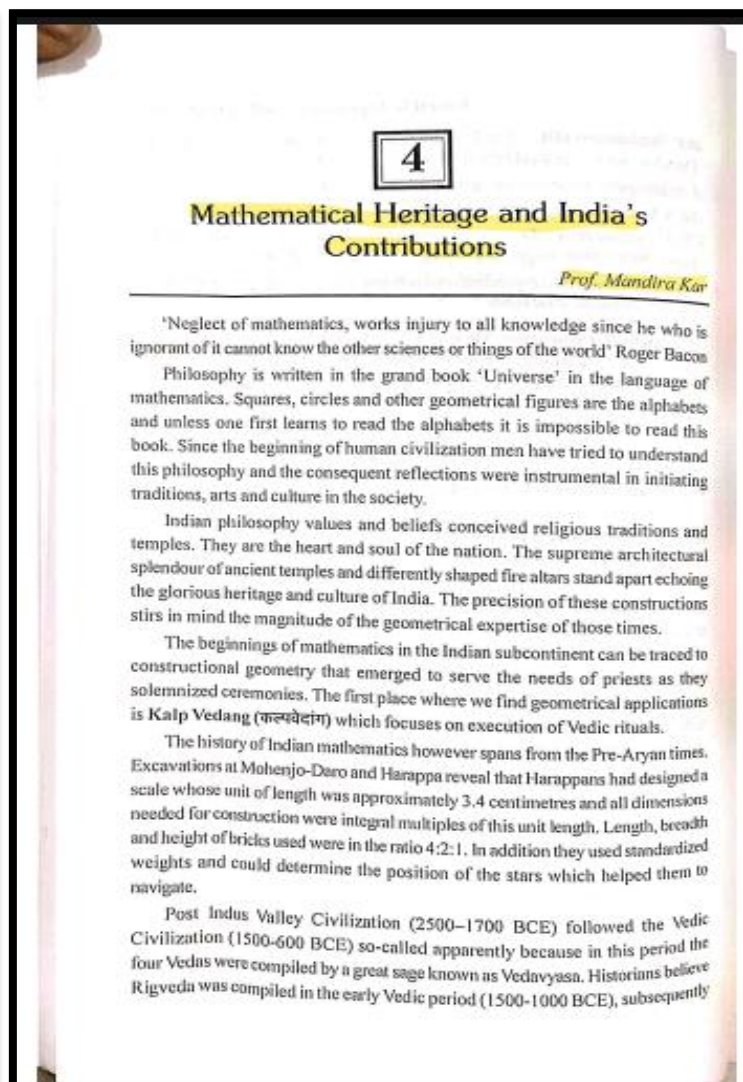 4
Mathematical Heritage and India's
Contributions
Prof. Mandira Kar
'Neglect of mathematics, works injury to all knowledge since he who is
ignorant of it cannot know the other sciences or things of the world' Roger Bacon
Philosophy is written in the grand book 'Universe' in the language of
mathematics. Squares, circles and other geometrical figures are the alphabets
and unless one first learns to read the alphabets it is impossible to read this
book. Since the beginning of human civilization men have tried to understand
this philosophy and the consequent reflections were instrumental in initiating
traditions, arts and culture in the society.
Indian philosophy values and beliefs conceived religious traditions and
temples. They are the heart and soul of the nation. The supreme architectural
splendour of ancient temples and differently shaped fire altars stand apart echoing
the glorious heritage and culture of India. The precision of these constructions
stirs in mind the magnitude of the geometrical expertise of those times.
The beginnings of mathematics in the Indian subcontinent can be traced to
constructional geometry that emerged to serve the needs of priests as they
solemnized ceremonies. The first place where we find geometrical applications
is Kalp Vedang (कल्पवेदांग) which focuses on execution of Vedic rituals.
The history of Indian mathematics however spans from the Pre-Aryan times.
Excavations at Mohenjo-Daro and Harappa reveal that Harappans had designed a
scale whose unit of length was approximately 3.4 centimetres and all dimensions
needed for construction were integral multiples of this unit length. Length, breadth
and height of bricks used were in the ratio 4:2:1. In addition they used standardized
weights and could determine the position of the stars which helped them to
navigate.
Post Indus Valley Civilization (2500–1700 BCE) followed the Vedic
Civilization (1500-600 BCE) so-called apparently because in this period the
four Vedas were compiled by a great sage known as Vedavyasa. Historians believe
Rigveda was compiled in the early Vedic period (1500-1000 BCE), subsequently